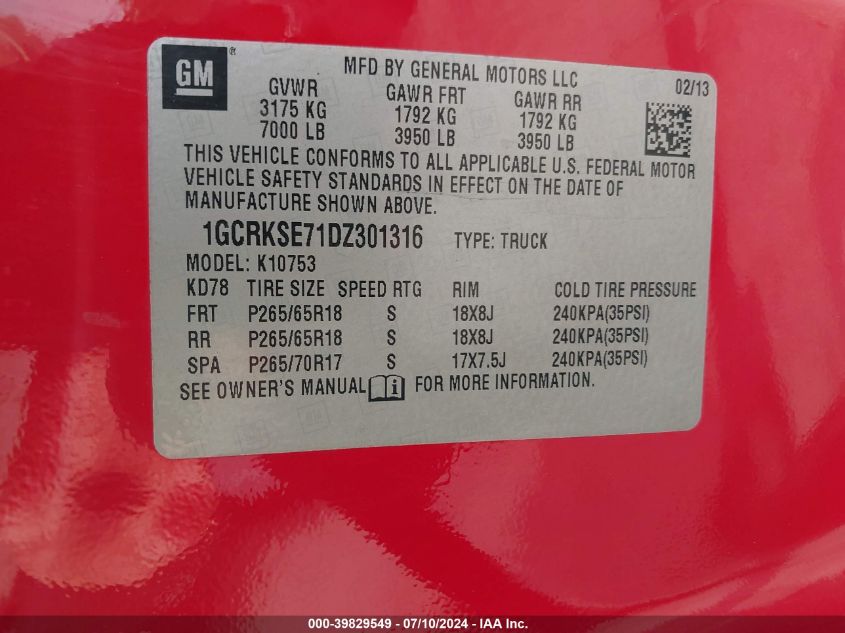 GM®
MFD BY GENERAL MOTORS LLC
02/13
GVWR GAWR FRT GAWR RR
3175 KG 1792 KG 1792 KG
7000 LB 3950 LB 3950 LB
THIS VEHICLE CONFORMS TO ALL APPLICABLE U.S. FEDERAL MOTOR
VEHICLE SAFETY STANDARDS IN EFFECT ON THE DATE OF
MANUFACTURE SHOWN ABOVE.
1GCRKSE71DZ301316 TYPE: TRUCK
MODEL: K10753
KD78 TIRE SIZE SPEED RTG RIM COLD TIRE PRESSURE
FRT P265/65R18 S 18X8J 240KPA(35PSI)
RR P265/65R18 S 18X8J 240KPA(35PSI)
SPA P265/70R17 S 17X7.5J 240KPA(35PSI)
SEE OWNER'S MANUAL i FOR MORE INFORMATION.
000-39829549 - 07/10/2024 - IAA Inc.